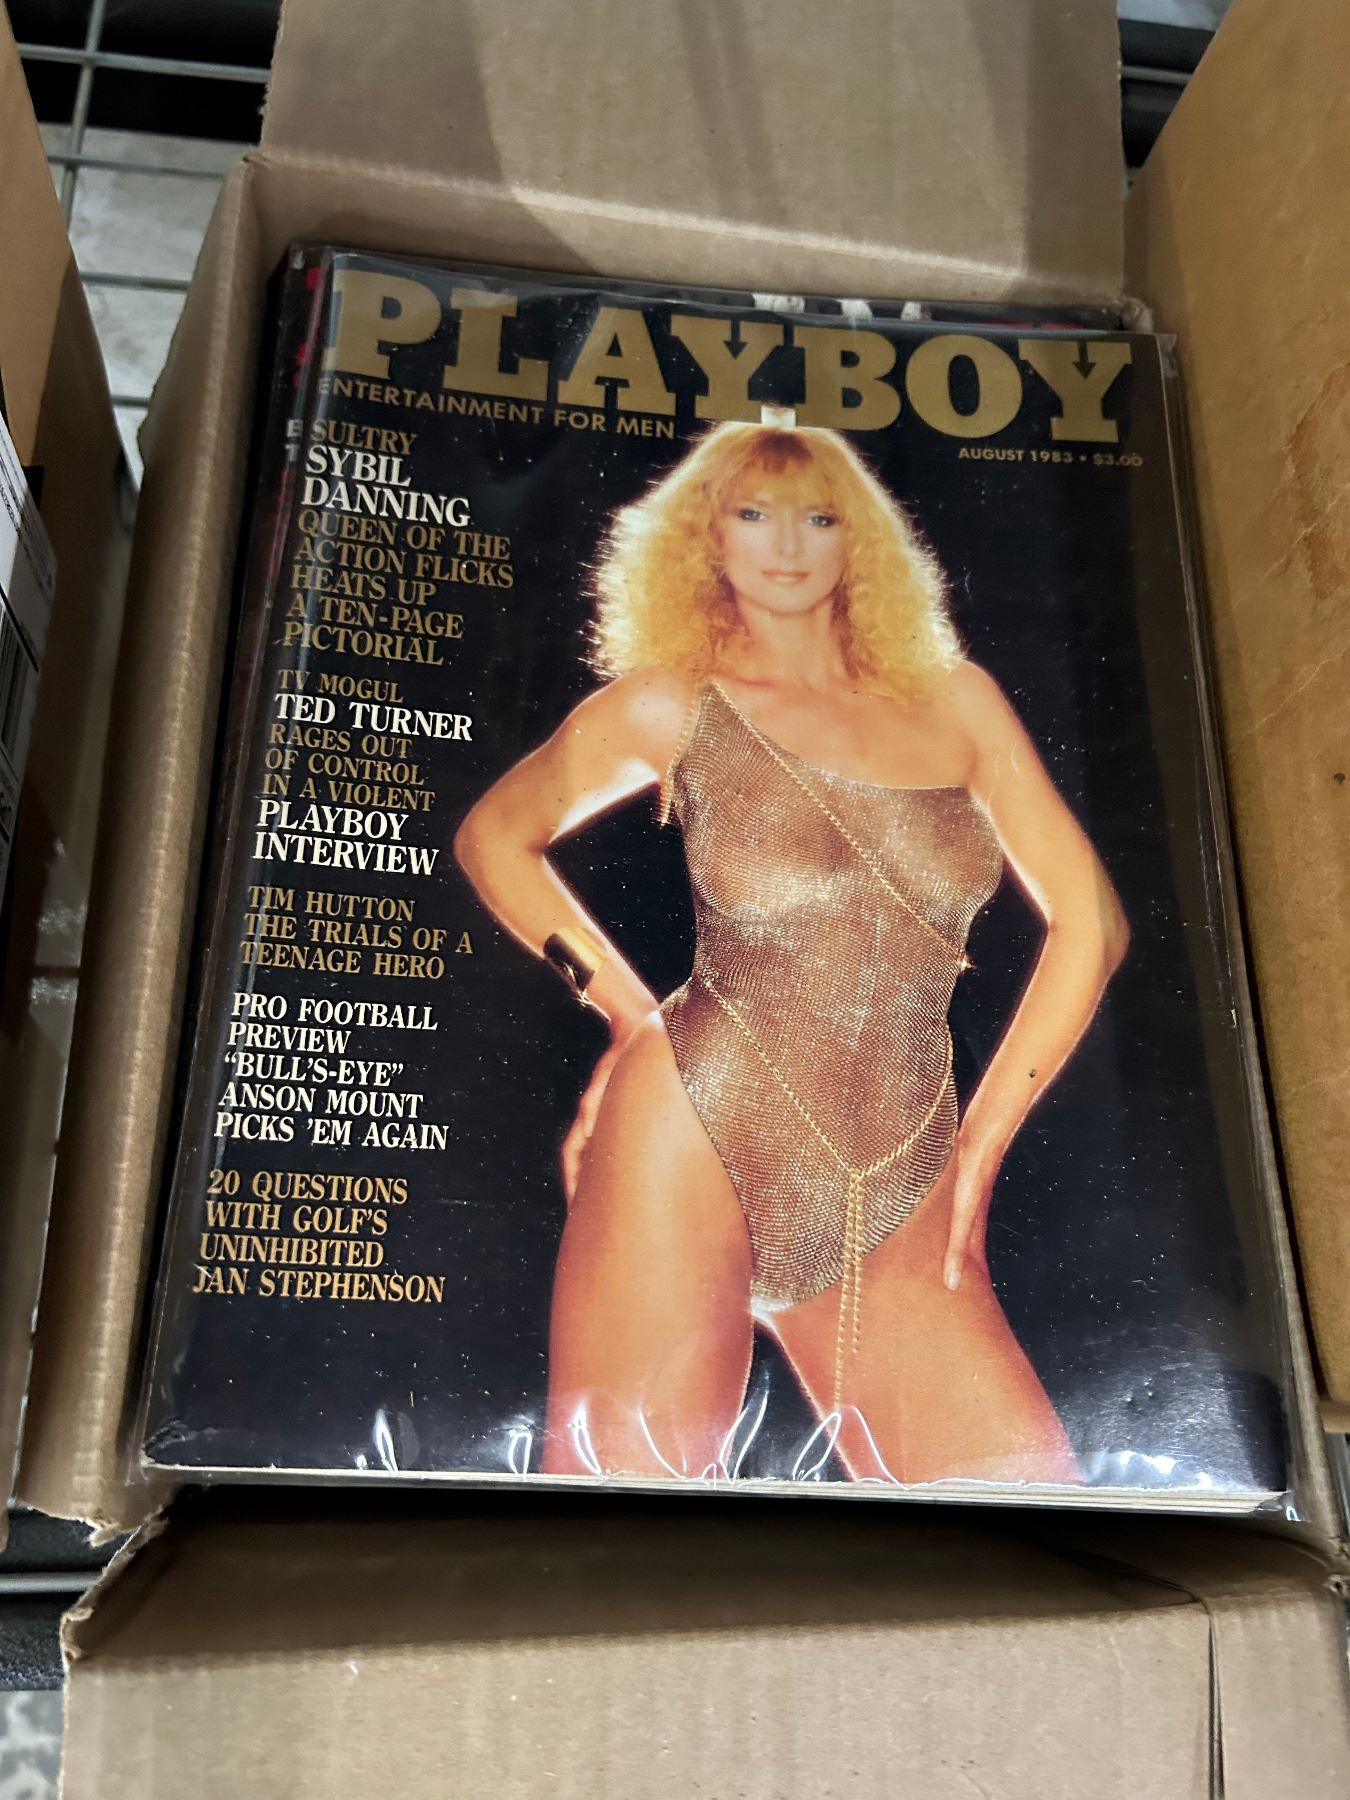 PLAYBOY
ENTERTAINMENT FOR MEN
AUGUST 1983 • $3.00
SULTRY
SYBIL
DANNING
QUEEN OF THE
ACTION FLICKS
HEATS UP
A TEN-PAGE
PICTORIAL
TV MOGUL
TED TURNER
RAGES OUT
OF CONTROL
IN A VIOLENT
PLAYBOY
INTERVIEW
TIM HUTTON
THE TRIALS OF A
TEENAGE HERO
PRO FOOTBALL
PREVIEW
“BULL'S-EYE”
ANSON MOUNT
PICKS 'EM AGAIN
20 QUESTIONS
WITH GOLF'S
UNINHIBITED
JAN STEPHENSON